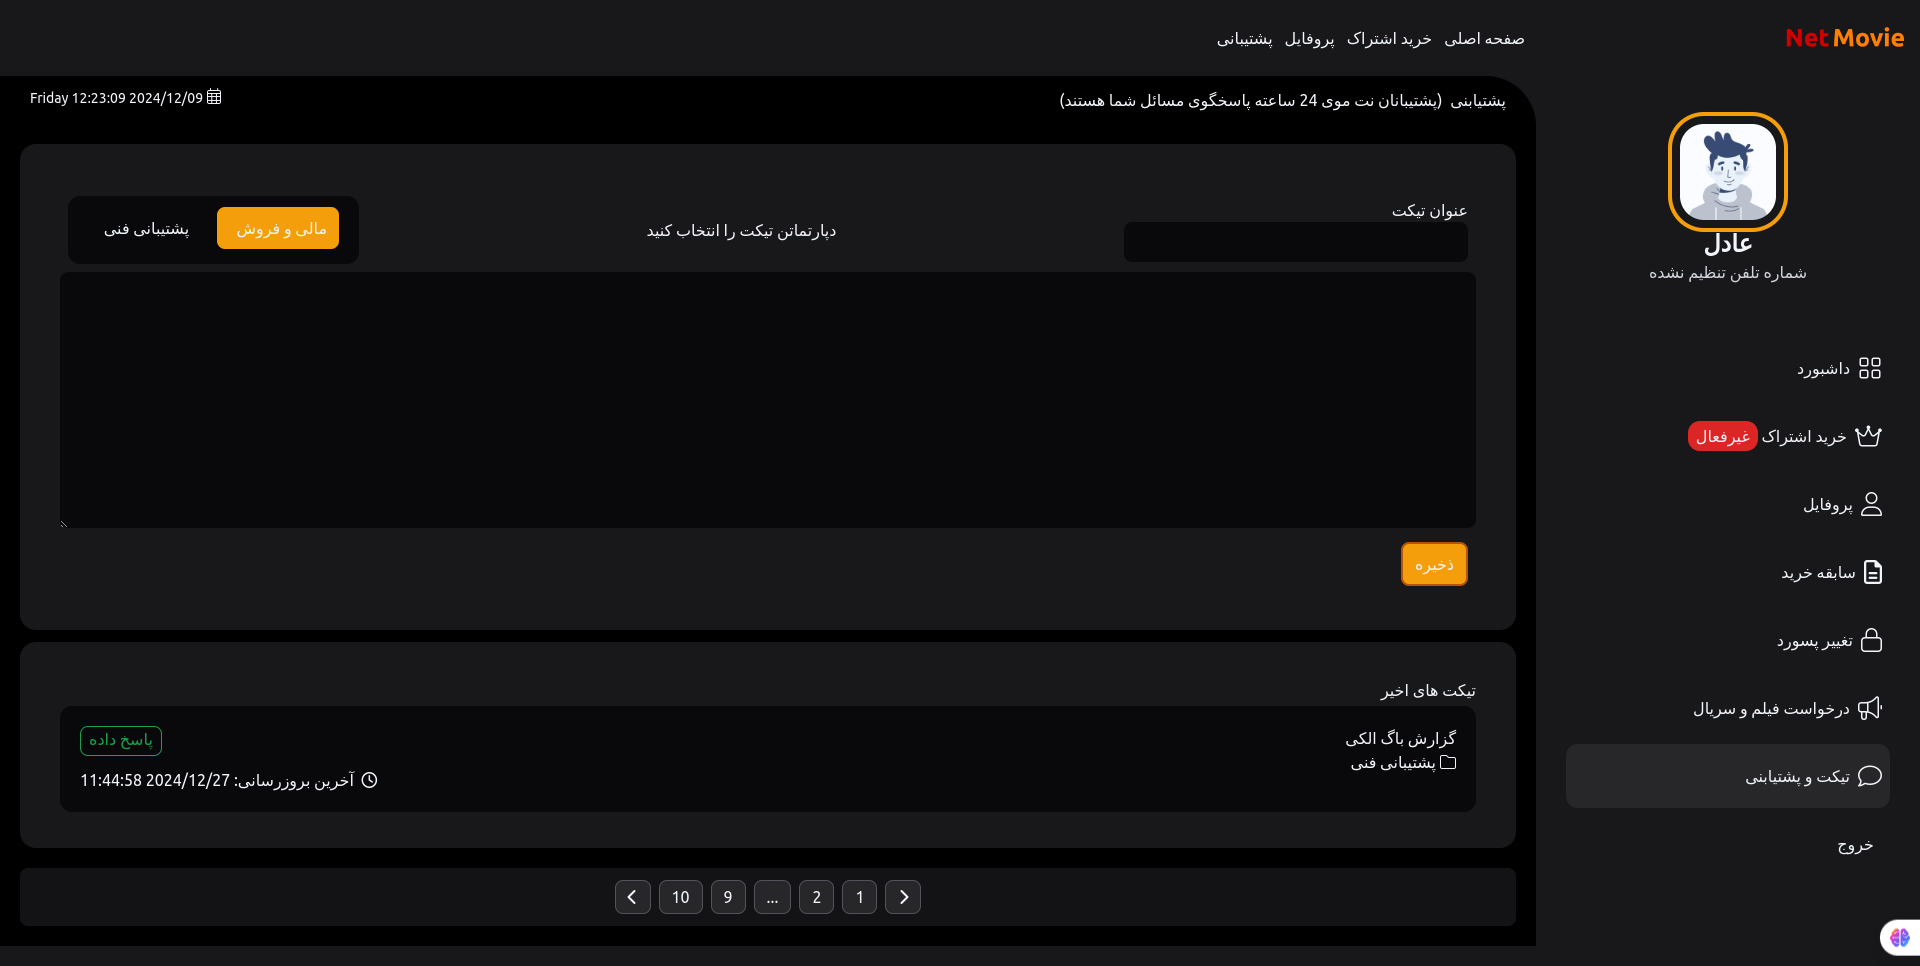 Net Movie
صفحه اصلی
خرید اشتراک
پروفایل
پشتیبانی
عادل
شماره تلفن تنظیم نشده
داشبورد
خرید اشتراک غیرفعال
پروفایل
سابقه خرید
تغییر پسورد
درخواست فیلم و سریال
تیکت و پشتیابنی
خروج
پشتیابنی (پشتیبانان نت موی 24 ساعته پاسخگوی مسائل شما هستند)
Friday 12:23:09 2024/12/09
عنوان تیکت
دپارتماتن تیکت را انتخاب کنید
مالی و فروش
پشتیبانی فنی
ذخیره
تیکت های اخیر
گزارش باگ الکی
پاسخ داده
پشتیبانی فنی
آخرین بروزرسانی: 2024/12/27 11:44:58
1
2
...
9
10